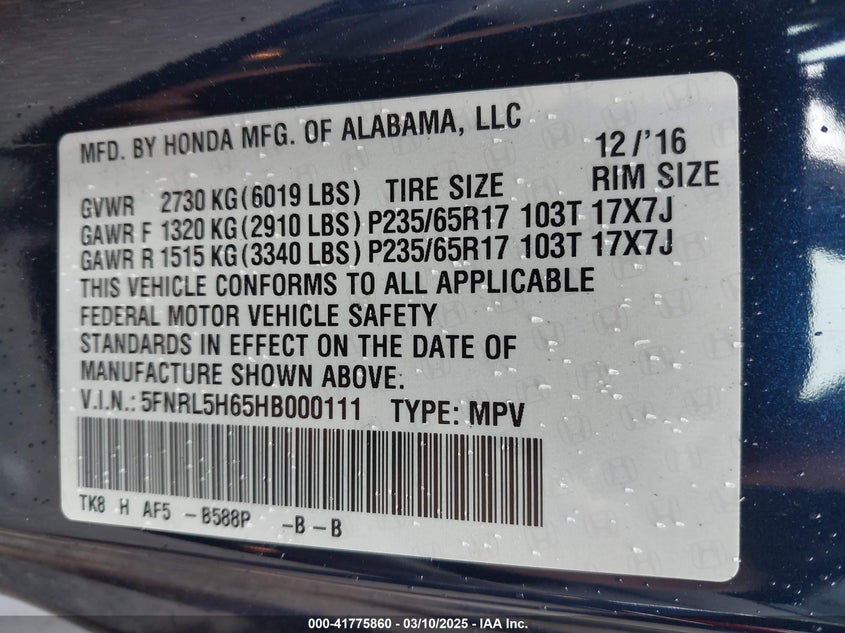 MFD. BY HONDA MFG. OF ALABAMA, LLC 12/'16
GVWR 2730 KG(6019 LBS) TIRE SIZE RIM SIZE
GAWR F 1320 KG(2910 LBS) P235/65R17 103T 17X7J
GAWR R 1515 KG(3340 LBS) P235/65R17 103T 17X7J
THIS VEHICLE CONFORMS TO ALL APPLICABLE
FEDERAL MOTOR VEHICLE SAFETY
STANDARDS IN EFFECT ON THE DATE OF
MANUFACTURE SHOWN ABOVE.
V.I.N.: 5FNRL5H65HB000111 TYPE: MPV
TK8 H AF5 -B588P -B-B
000-41775860 - 03/10/2025 - IAA Inc.